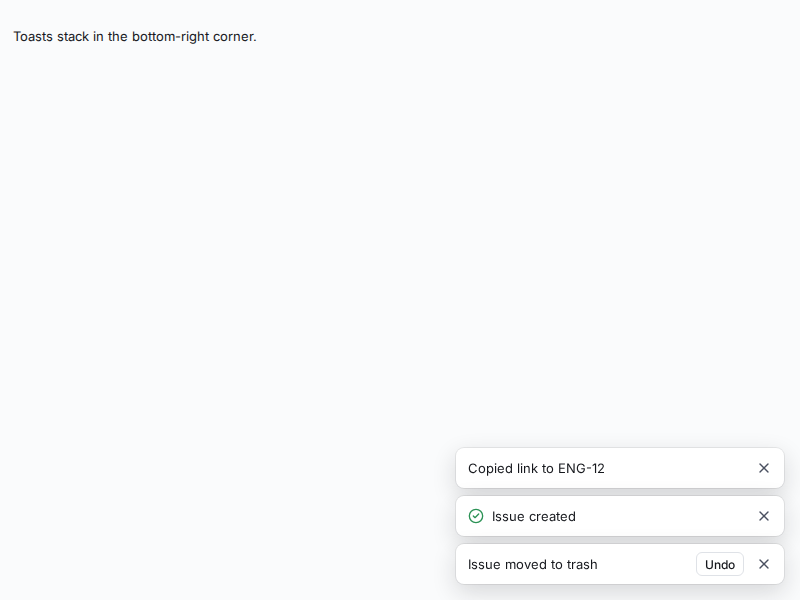 Toasts stack in the bottom-right corner.
Copied link to ENG-12
Issue created
Issue moved to trash Undo